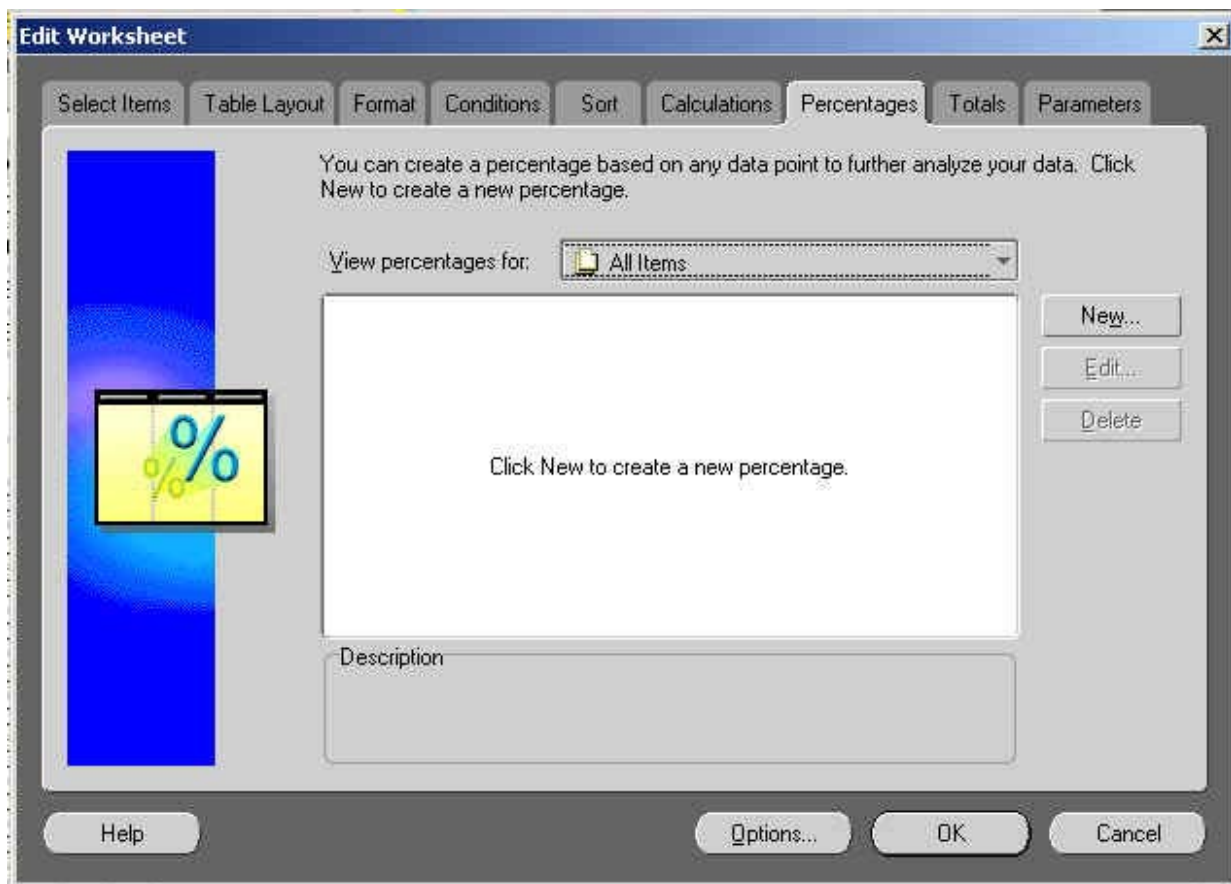 Edit Worksheet
Select Items Table Layout Format Conditions Sort Calculations Percentages Totals Parameters
You can create a percentage based on any data point to further analyze your data. Click
New to create a new percentage.
View percentages for: All Items
New...
Edit...
Delete
% %
Click New to create a new percentage.
Description
Help Options... OK Cancel